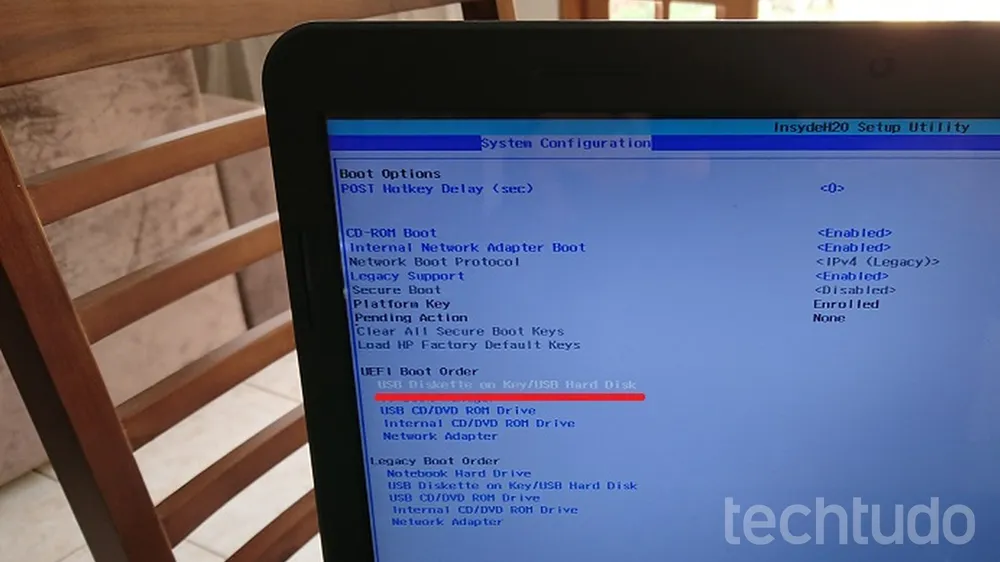 InsydeH20 Setup Utility
System Configuration
Boot Options
POST Hotkey Delay (sec) <0>
CD-ROM Boot <Enabled>
Internal Network Adapter Boot <Enabled>
Network Boot Protocol <IPv4 (Legacy)>
Legacy Support <Enabled>
Secure Boot <Disabled>
Platform Key Enrolled
Pending Action None
Clear All Secure Boot Keys
Load HP Factory Default Keys
UEFI Boot Order
USB Diskette on Key/USB Hard Disk
USB CD/DVD ROM Drive
Internal CD/DVD ROM Drive
Network Adapter
Legacy Boot Order
Notebook Hard Drive
USB Diskette on Key/USB Hard Disk
USB CD/DVD ROM Drive
Internal CD/DVD ROM Drive
Network Adapter
techtudo